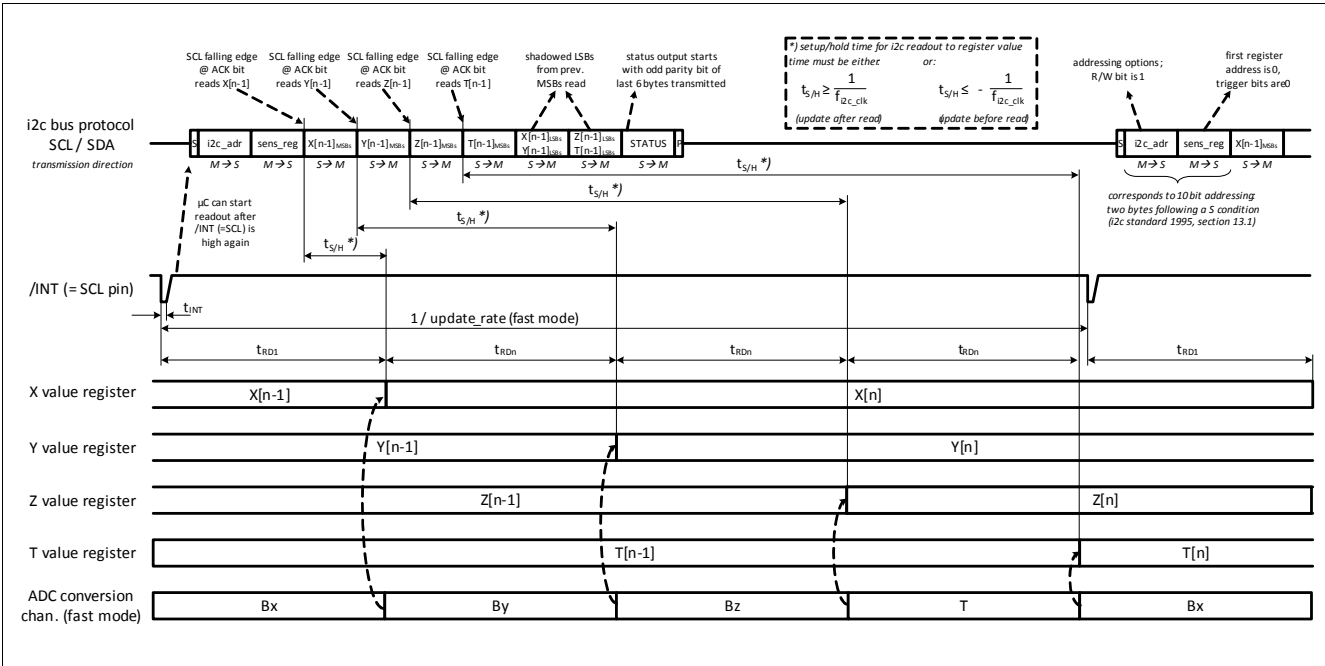 SCL falling edge
@ ACK bit
reads X[n-1]
SCL falling edge
@ ACK bit
reads Y[n-1]
SCL falling edge
@ ACK bit
reads Z[n-1]
SCL falling edge
@ ACK bit
reads T[n-1]
shadowed LSBs
from prev.
MSBs read
status output starts
with odd parity bit of
last 6 bytes transmitted
*) setup/hold time for i2c readout to register value
time must be either: or:
tS/H ≥ 1 / fi2c_clk tS/H ≤ - 1 / fi2c_clk
(update after read) (update before read)
addressing options;
R/W bit is 1
first register
address is 0,
trigger bits are 0
i2c bus protocol
SCL / SDA
transmission direction
S i2c_adr sens_reg X[n-1]MSBs Y[n-1]MSBs Z[n-1]MSBs T[n-1]MSBs X[n-1]LSBs Y[n-1]LSBs Z[n-1]LSBs T[n-1]LSBs STATUS P
S i2c_adr sens_reg X[n-1]MSBs
M→S M→S S→M S→M S→M S→M S→M S→M S→M
M→S M→S S→M
tS/H *)
tS/H *)
tS/H *)
tS/H *)
µC can start
readout after
/INT (=SCL) is
high again
corresponds to 10 bit addressing:
two bytes following a S condition
(i2c standard 1995, section 13.1)
/INT (= SCL pin)
tINT
1 / update_rate (fast mode)
tRD1 tRDn tRDn tRDn tRD1
X value register X[n-1] X[n]
Y value register Y[n-1] Y[n]
Z value register Z[n-1] Z[n]
T value register T[n-1] T[n]
ADC conversion
chan. (fast mode)
Bx By Bz T Bx